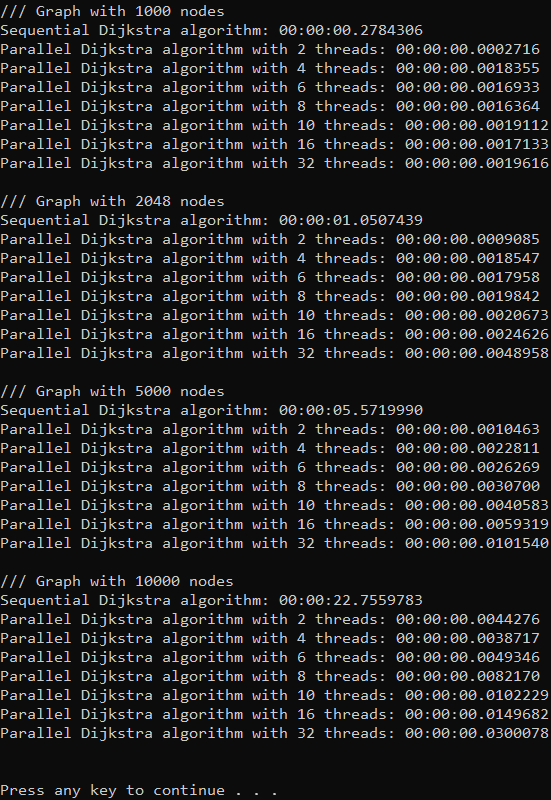 /// Graph with 1000 nodes
Sequential Dijkstra algorithm: 00:00:00.2784306
Parallel Dijkstra algorithm with 2 threads: 00:00:00.0002716
Parallel Dijkstra algorithm with 4 threads: 00:00:00.0018355
Parallel Dijkstra algorithm with 6 threads: 00:00:00.0016933
Parallel Dijkstra algorithm with 8 threads: 00:00:00.0016364
Parallel Dijkstra algorithm with 10 threads: 00:00:00.0019112
Parallel Dijkstra algorithm with 16 threads: 00:00:00.0017133
Parallel Dijkstra algorithm with 32 threads: 00:00:00.0019616
/// Graph with 2048 nodes
Sequential Dijkstra algorithm: 00:00:01.0507439
Parallel Dijkstra algorithm with 2 threads: 00:00:00.0009085
Parallel Dijkstra algorithm with 4 threads: 00:00:00.0018547
Parallel Dijkstra algorithm with 6 threads: 00:00:00.0017958
Parallel Dijkstra algorithm with 8 threads: 00:00:00.0019842
Parallel Dijkstra algorithm with 10 threads: 00:00:00.0020673
Parallel Dijkstra algorithm with 16 threads: 00:00:00.0024626
Parallel Dijkstra algorithm with 32 threads: 00:00:00.0048958
/// Graph with 5000 nodes
Sequential Dijkstra algorithm: 00:00:05.5719990
Parallel Dijkstra algorithm with 2 threads: 00:00:00.0010463
Parallel Dijkstra algorithm with 4 threads: 00:00:00.0022811
Parallel Dijkstra algorithm with 6 threads: 00:00:00.0026269
Parallel Dijkstra algorithm with 8 threads: 00:00:00.0030700
Parallel Dijkstra algorithm with 10 threads: 00:00:00.0040583
Parallel Dijkstra algorithm with 16 threads: 00:00:00.0059319
Parallel Dijkstra algorithm with 32 threads: 00:00:00.0101540
/// Graph with 10000 nodes
Sequential Dijkstra algorithm: 00:00:22.7559783
Parallel Dijkstra algorithm with 2 threads: 00:00:00.0044276
Parallel Dijkstra algorithm with 4 threads: 00:00:00.0038717
Parallel Dijkstra algorithm with 6 threads: 00:00:00.0049346
Parallel Dijkstra algorithm with 8 threads: 00:00:00.0082170
Parallel Dijkstra algorithm with 10 threads: 00:00:00.0102229
Parallel Dijkstra algorithm with 16 threads: 00:00:00.0149682
Parallel Dijkstra algorithm with 32 threads: 00:00:00.0300078
Press any key to continue . . .